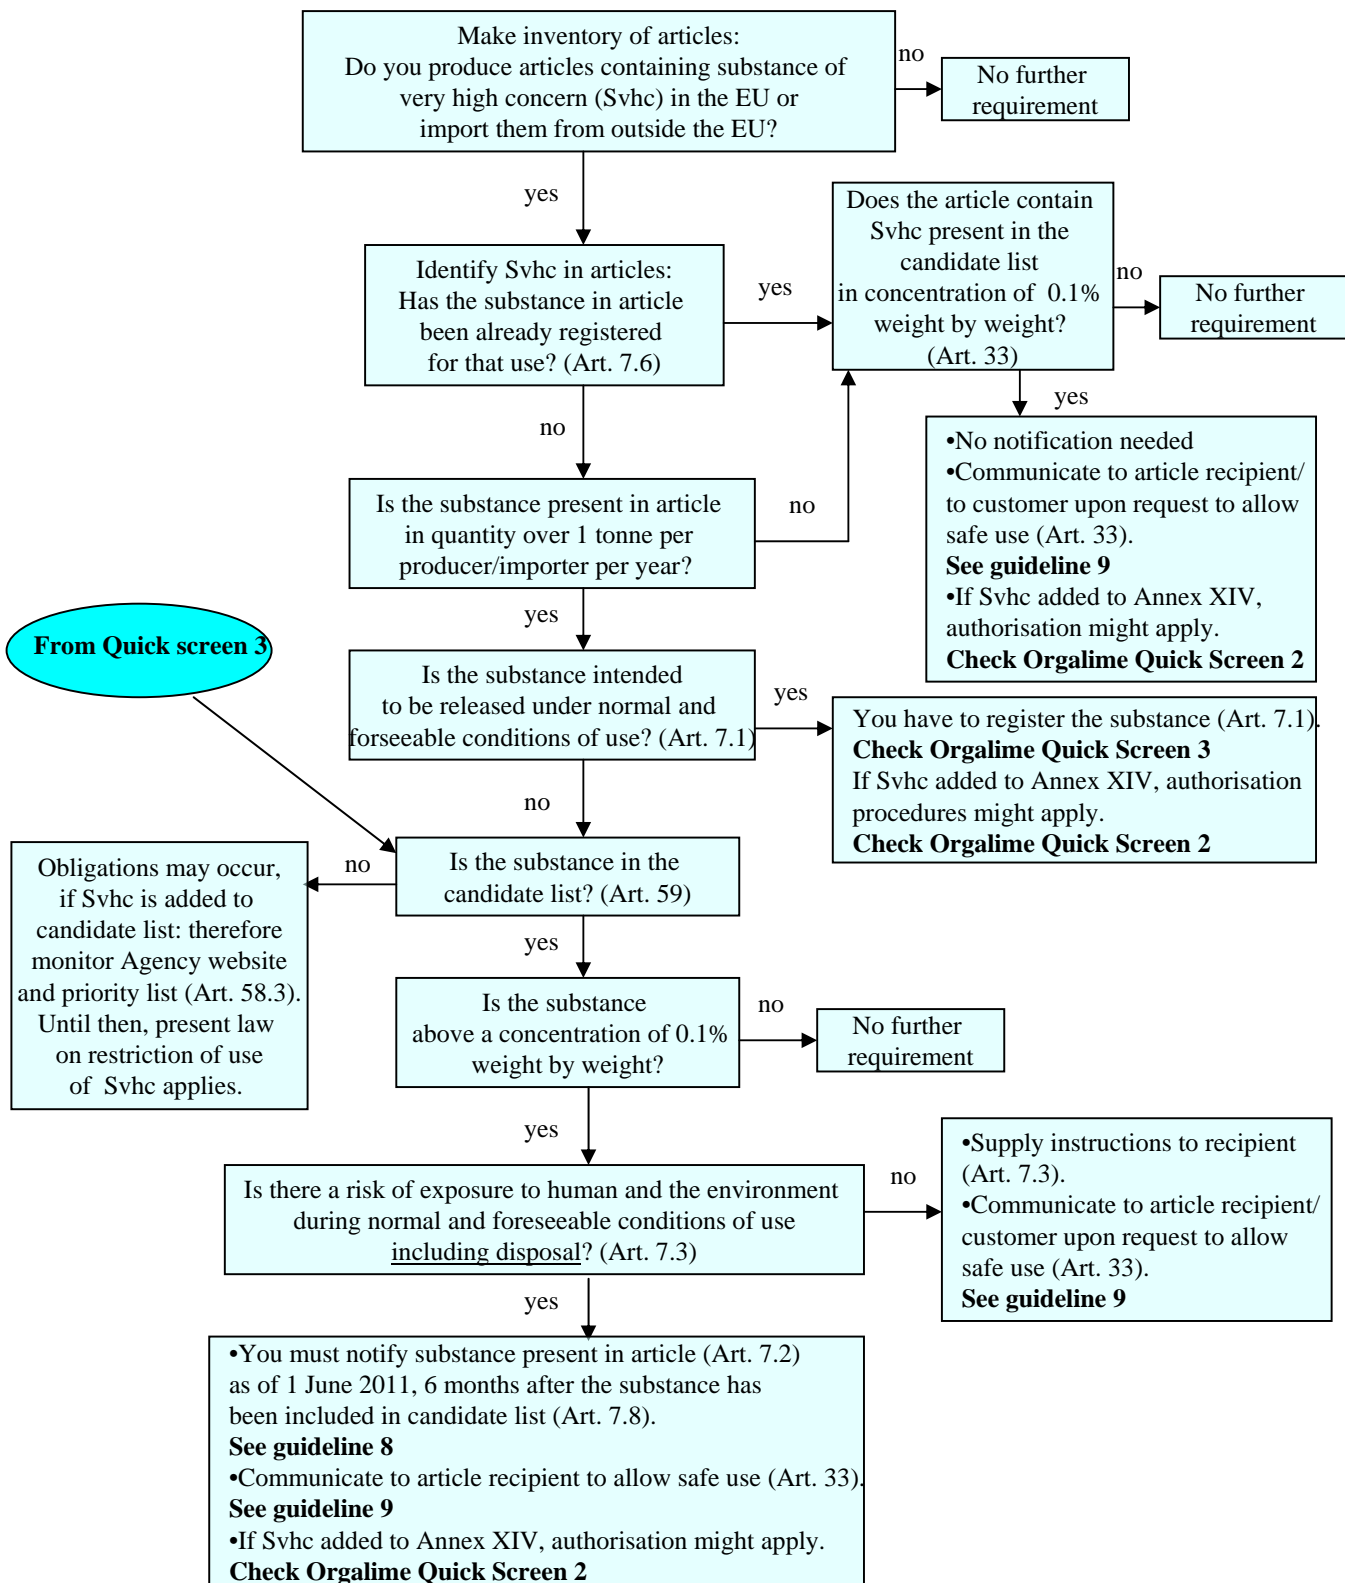 Make inventory of articles:
Do you produce articles containing substance of
very high concern (Svhc) in the EU or
import them from outside the EU?
no
No further
requirement
yes
Identify Svhc in articles:
Has the substance in article
been already registered
for that use? (Art. 7.6)
yes
Does the article contain
Svhc present in the
candidate list
in concentration of 0.1%
weight by weight?
(Art. 33)
no
No further
requirement
yes
•No notification needed
•Communicate to article recipient/
to customer upon request to allow
safe use (Art. 33).
See guideline 9
•If Svhc added to Annex XIV,
authorisation might apply.
Check Orgalime Quick Screen 2
no
Is the substance present in article
in quantity over 1 tonne per
producer/importer per year?
no
yes
From Quick screen 3
Is the substance intended
to be released under normal and
forseeable conditions of use? (Art. 7.1)
yes
You have to register the substance (Art. 7.1).
Check Orgalime Quick Screen 3
If Svhc added to Annex XIV, authorisation
procedures might apply.
Check Orgalime Quick Screen 2
no
Is the substance in the
candidate list? (Art. 59)
no
Obligations may occur,
if Svhc is added to
candidate list: therefore
monitor Agency website
and priority list (Art. 58.3).
Until then, present law
on restriction of use
of Svhc applies.
yes
Is the substance
above a concentration of 0.1%
weight by weight?
no
No further
requirement
yes
Is there a risk of exposure to human and the environment
during normal and foreseeable conditions of use
including disposal? (Art. 7.3)
no
•Supply instructions to recipient
(Art. 7.3).
•Communicate to article recipient/
customer upon request to allow
safe use (Art. 33).
See guideline 9
yes
•You must notify substance present in article (Art. 7.2)
as of 1 June 2011, 6 months after the substance has
been included in candidate list (Art. 7.8).
See guideline 8
•Communicate to article recipient to allow safe use (Art. 33).
See guideline 9
•If Svhc added to Annex XIV, authorisation might apply.
Check Orgalime Quick Screen 2